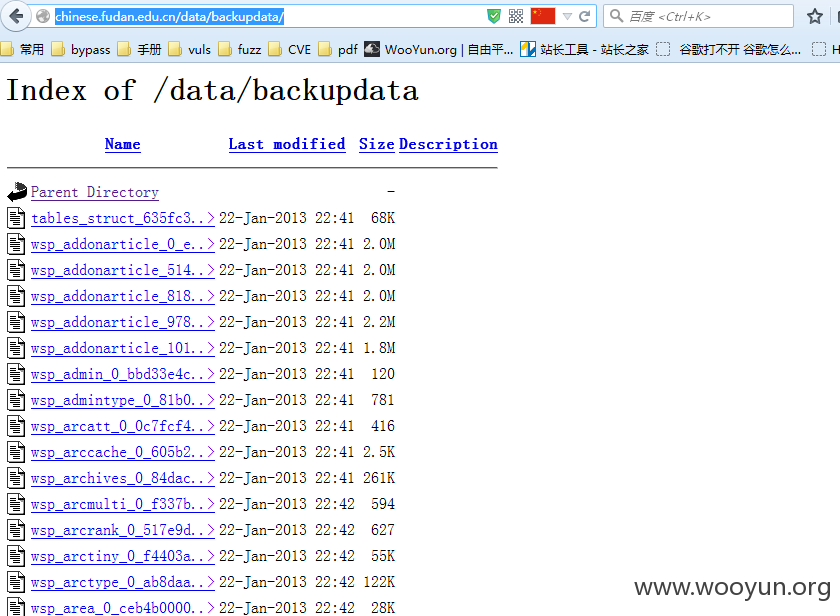 chinese.fudan.edu.cn/data/backupdata/
百度 <Ctrl+K>
常用 bypass 手册 vuls fuzz CVE pdf WooYun.org | 自由平... 站长工具 - 站长之家 谷歌打不开 谷歌怎么... H
Index of /data/backupdata
Name Last modified Size Description
Parent Directory -
tables_struct_635fc3..> 22-Jan-2013 22:41 68K
wsp_addonarticle_0_e..> 22-Jan-2013 22:41 2.0M
wsp_addonarticle_514..> 22-Jan-2013 22:41 2.0M
wsp_addonarticle_818..> 22-Jan-2013 22:41 2.0M
wsp_addonarticle_978..> 22-Jan-2013 22:41 2.2M
wsp_addonarticle_101..> 22-Jan-2013 22:41 1.8M
wsp_admin_0_bbd33e4c..> 22-Jan-2013 22:41 120
wsp_admintype_0_81b0..> 22-Jan-2013 22:41 781
wsp_arcatt_0_0c7fcf4..> 22-Jan-2013 22:41 416
wsp_arccache_0_605b2..> 22-Jan-2013 22:41 2.5K
wsp_archives_0_84dac..> 22-Jan-2013 22:41 261K
wsp_arcmulti_0_f337b..> 22-Jan-2013 22:42 594
wsp_arcrank_0_517e9d..> 22-Jan-2013 22:42 627
wsp_arctiny_0_f4403a..> 22-Jan-2013 22:42 55K
wsp_arctype_0_ab8daa..> 22-Jan-2013 22:42 122K
wsp_area_0_ceb4b0000..> 22-Jan-2013 22:42 28K
www.wooyun.org